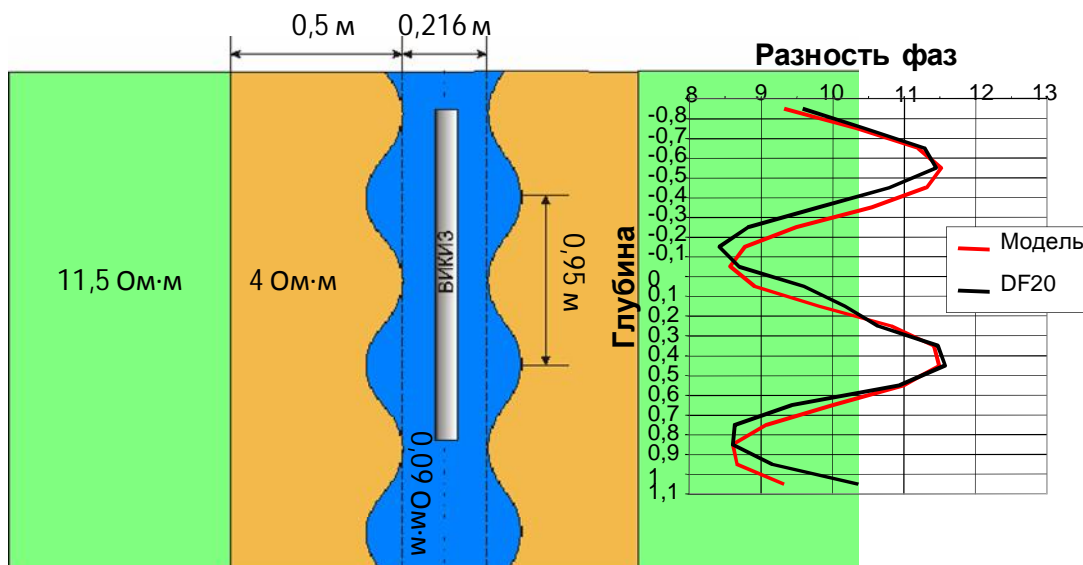 0,5 м
0,216 м
11,5 Ом·м
4 Ом·м
ВИКИЗ
0,95 м
0,09 Ом·м
Разность фаз
8 9 10 11 12 13
Глубина
-0,8
-0,7
-0,6
-0,5
-0,4
-0,3
-0,2
-0,1
0
0,1
0,2
0,3
0,4
0,5
0,6
0,7
0,8
0,9
1
1,1
Модель
DF20